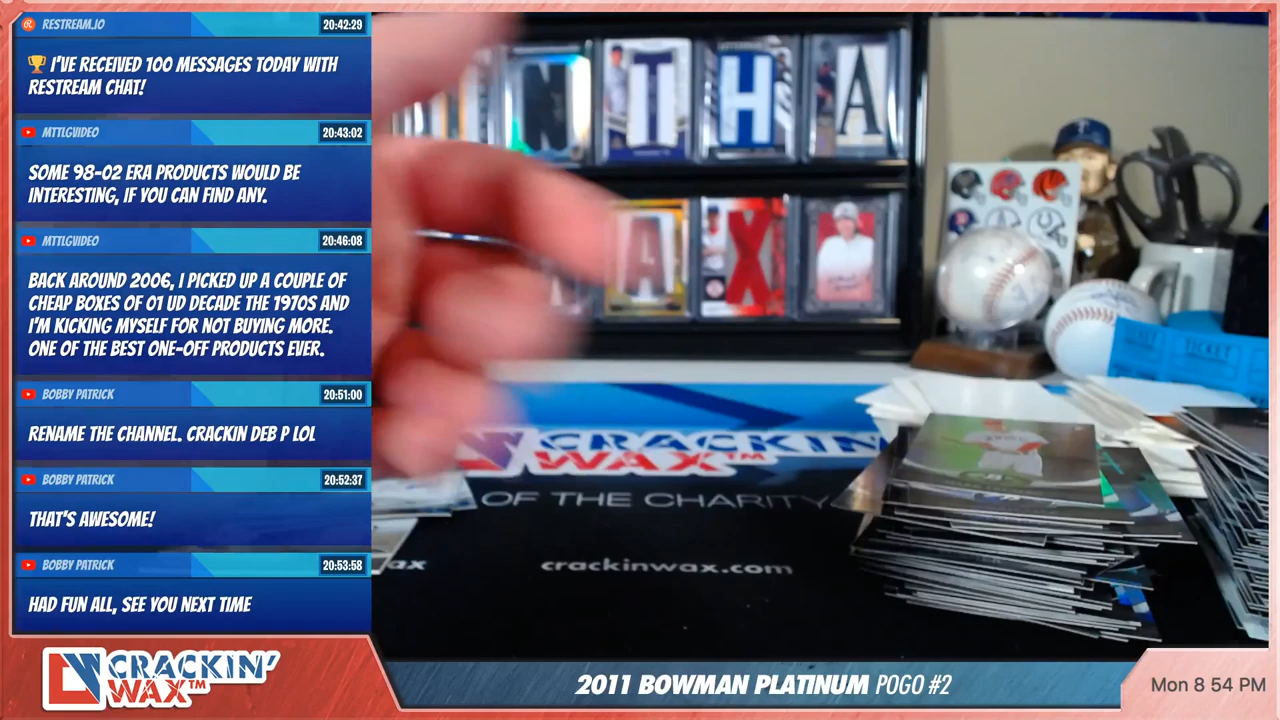 RESTREAM.IO
20:42:29
🏆 I'VE RECEIVED 100 MESSAGES TODAY WITH
RESTREAM CHAT!
MTTLGVIDEO
20:43:02
SOME 98-02 ERA PRODUCTS WOULD BE
INTERESTING, IF YOU CAN FIND ANY.
MTTLGVIDEO
20:46:08
BACK AROUND 2006, I PICKED UP A COUPLE OF
CHEAP BOXES OF 01 UD DECADE THE 1970S AND
I'M KICKING MYSELF FOR NOT BUYING MORE.
ONE OF THE BEST ONE-OFF PRODUCTS EVER.
BOBBY PATRICK
20:51:00
RENAME THE CHANNEL. CRACKIN DEB P LOL
BOBBY PATRICK
20:52:37
THAT'S AWESOME!
BOBBY PATRICK
20:53:58
HAD FUN ALL, SEE YOU NEXT TIME
N T H A
A X
TICKET
CRACKIN'
WAX™
OF THE CHARITY
ax
crackinwax.com
CRACKIN'
WAX™
2011 BOWMAN PLATINUM POGO #2
Mon 8 54 PM